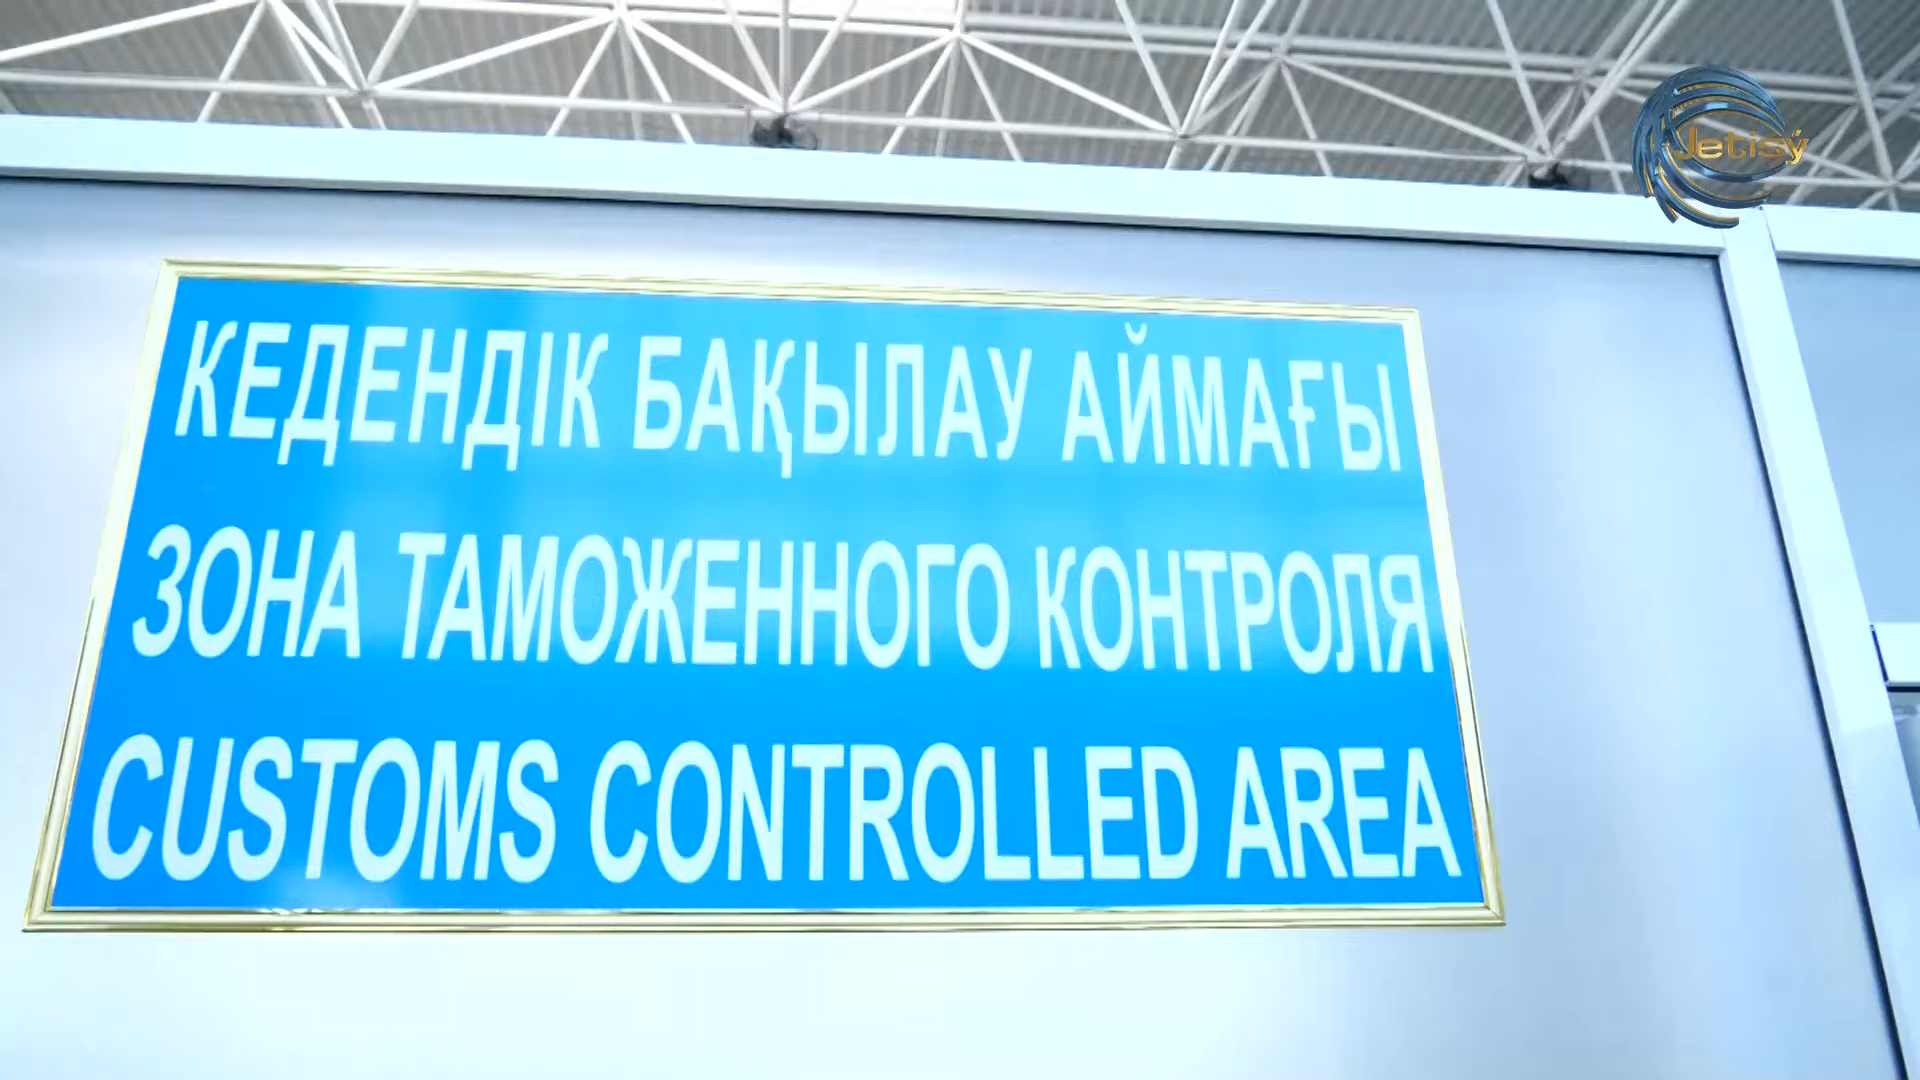 Jetisý
КЕДЕНДІК БАҚЫЛАУ АЙМАҒЫ
ЗОНА ТАМОЖЕННОГО КОНТРОЛЯ
CUSTOMS CONTROLLED AREA